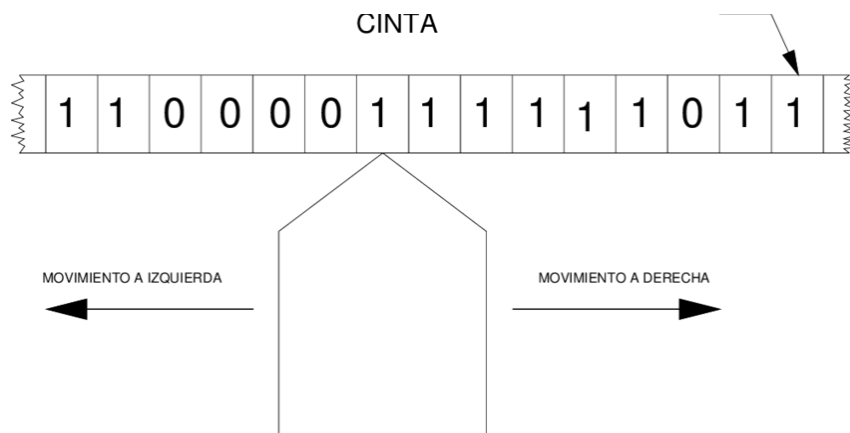 CINTA
1 1 0 0 0 0 1 1 1 1 1 1 0 1 1
MOVIMIENTO A IZQUIERDA
MOVIMIENTO A DERECHA